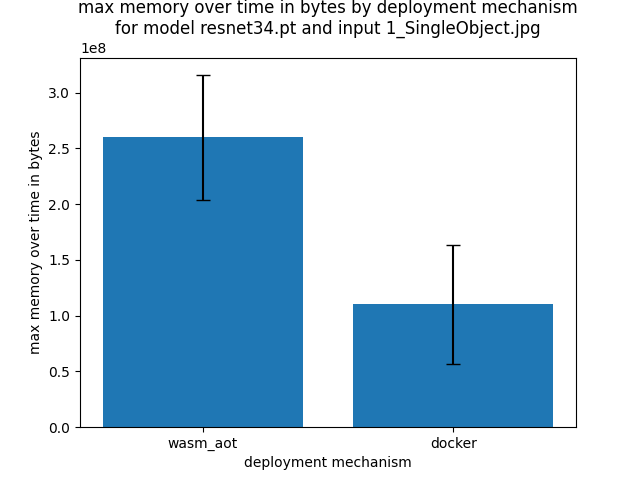 max memory over time in bytes by deployment mechanism
for model resnet34.pt and input 1_SingleObject.jpg
1e8
3.0
2.5
2.0
1.5
1.0
0.5
0.0
max memory over time in bytes
wasm_aot
docker
deployment mechanism